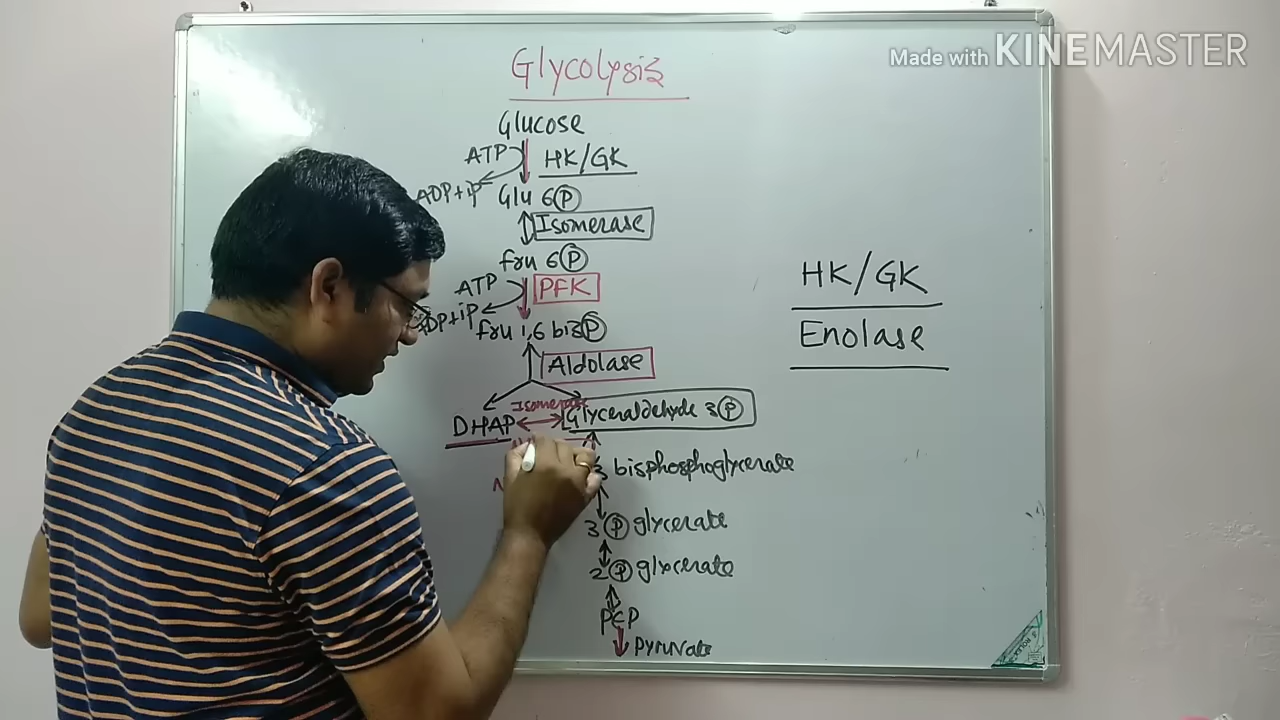 Made with KINEMASTER
Glycolysis
Glucose
ATP HK/GK
ADP+iP Glu 6 P
Isomerase
fru 6 P
ATP PFK
DP+iP fru 1,6 bis P
Aldolase
Isomerase
DHAP Glyceraldehyde 3 P
bisphosphoglycerate
3 P glycerate
2 P glycerate
PEP
Pyruvate
HK/GK
Enolase